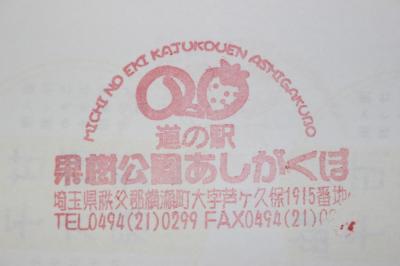 MICHI NO EKI KAJUKOUEN ASHIGAKUBO
道の駅
果樹公園あしがくぼ
埼玉県秩父郡横瀬町大字芦ヶ久保1915番地
TEL0494(21)0299 FAX0494(21)0